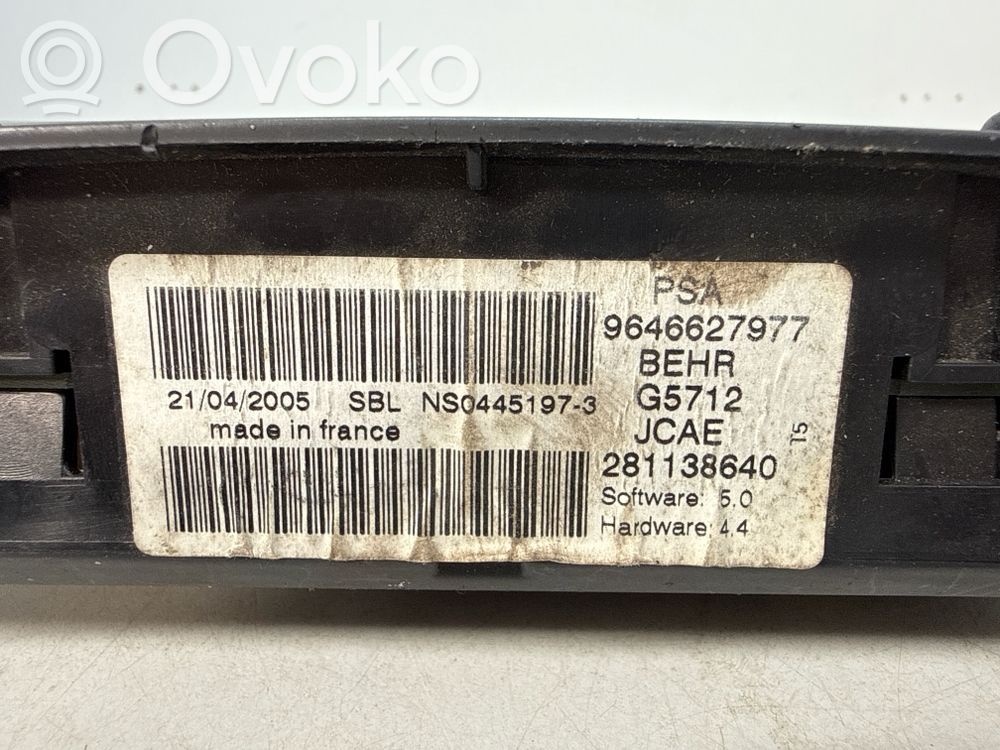 Ovoko
PSA
9646627977
BEHR
G5712
JCAE
281138640
Software: 5.0
Hardware 4.4
T5
21/04/2005 SBL NS0445197-3
made in france